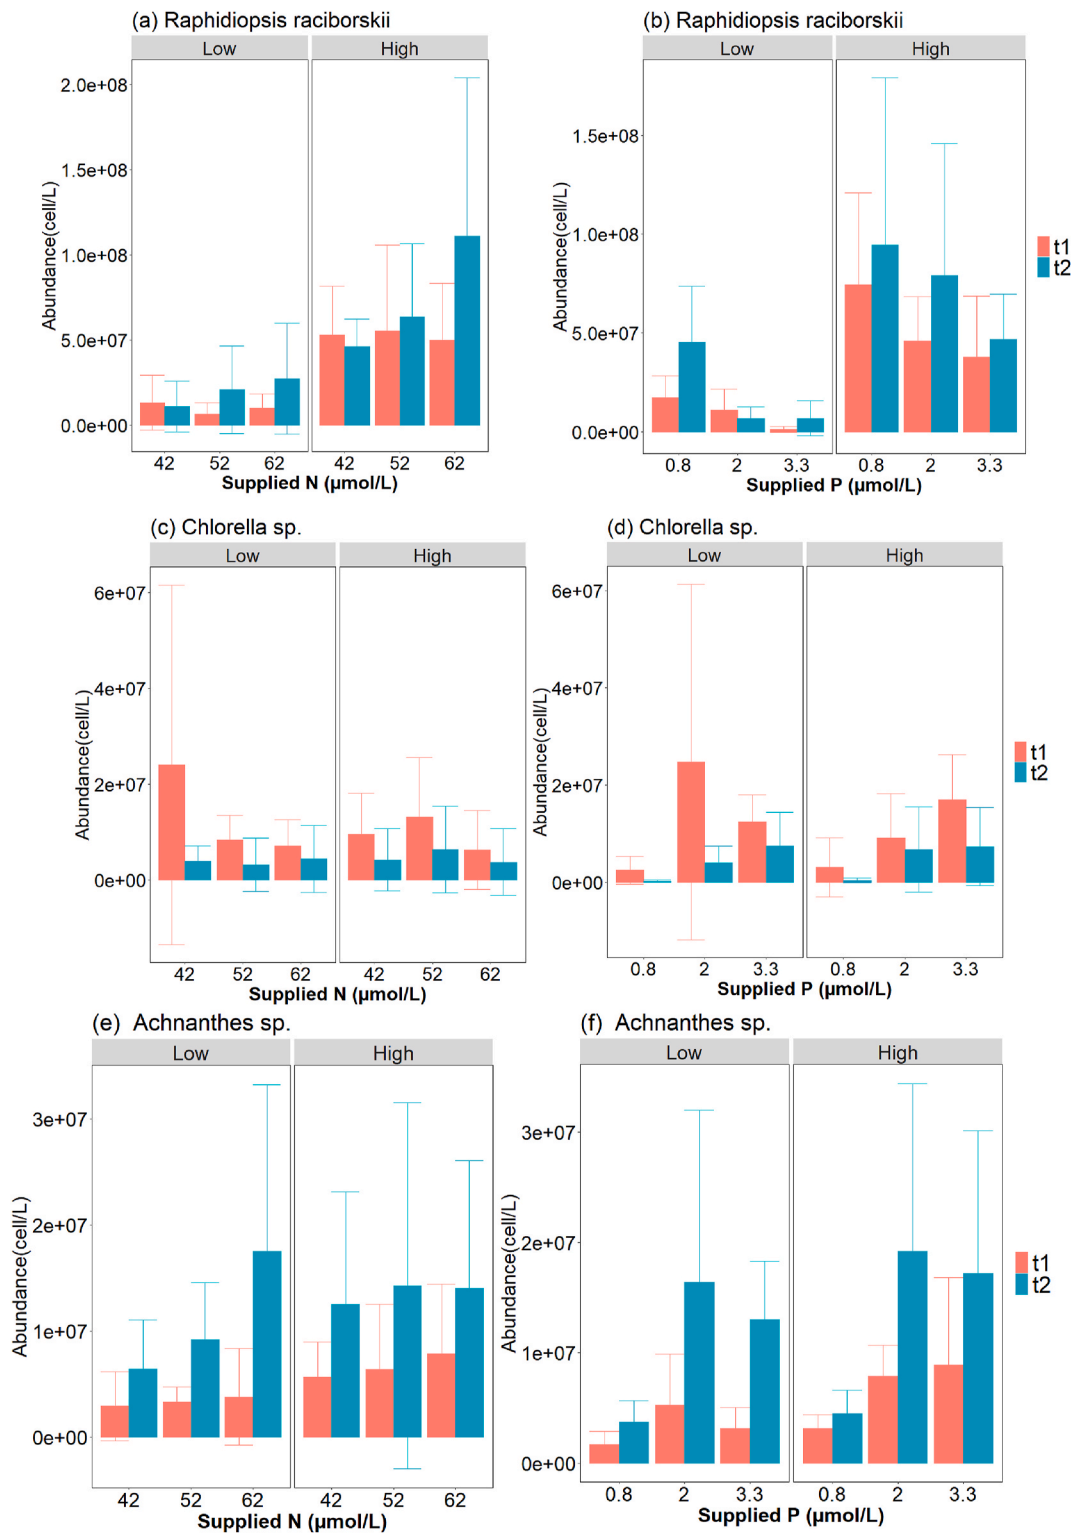 (a) Raphidiopsis raciborskii
Low High
2.0e+08
1.5e+08
1.0e+08
5.0e+07
0.0e+00
Abundance(cell/L)
42 52 62 42 52 62
Supplied N (µmol/L)
(b) Raphidiopsis raciborskii
Low High
1.5e+08
1.0e+08
5.0e+07
0.0e+00
Abundance(cell/L)
0.8 2 3.3 0.8 2 3.3
Supplied P (µmol/L)
t1
t2
(c) Chlorella sp.
Low High
6e+07
4e+07
2e+07
0e+00
Abundance(cell/L)
42 52 62 42 52 62
Supplied N (µmol/L)
(d) Chlorella sp.
Low High
6e+07
4e+07
2e+07
0e+00
Abundance(cell/L)
0.8 2 3.3 0.8 2 3.3
Supplied P (µmol/L)
t1
t2
(e) Achnanthes sp.
Low High
3e+07
2e+07
1e+07
0e+00
Abundance(cell/L)
42 52 62 42 52 62
Supplied N (µmol/L)
(f) Achnanthes sp.
Low High
3e+07
2e+07
1e+07
0e+00
Abundance(cell/L)
0.8 2 3.3 0.8 2 3.3
Supplied P (µmol/L)
t1
t2